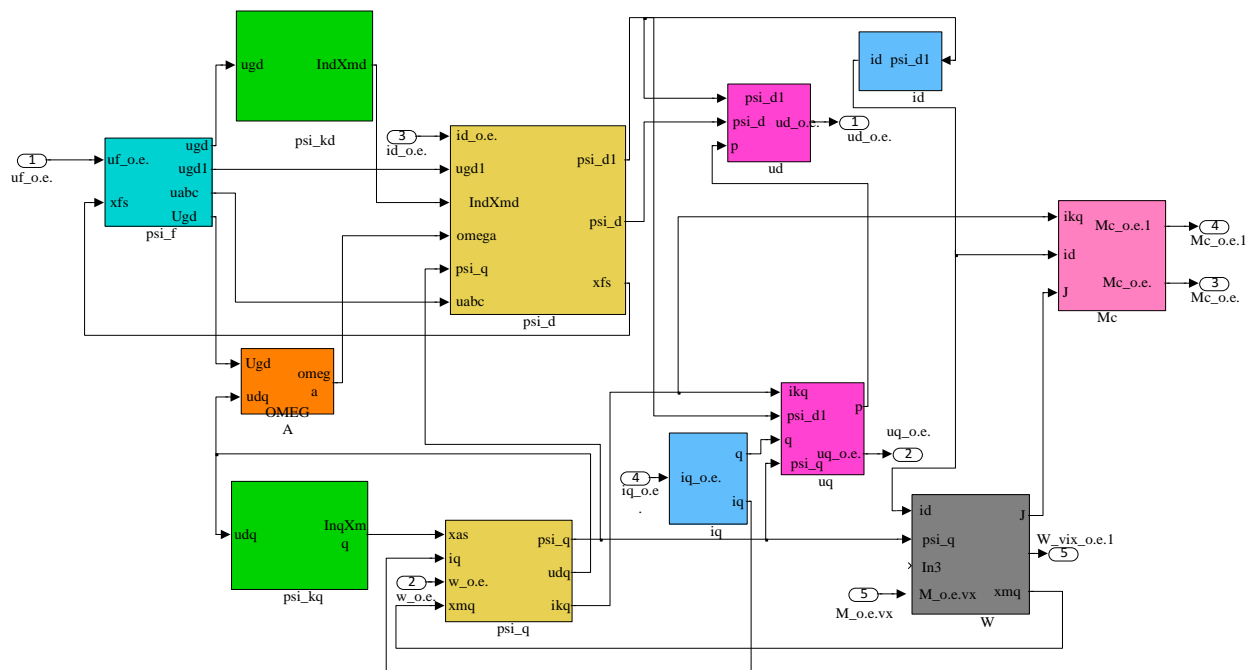 ugd
IndXmd
psi_kd
id
psi_d1
id
1
uf_o.e.
uf_o.e.
xfs
ugd
ugd1
uabc
Ugd
psi_f
3
id_o.e.
id_o.e.
ugd1
IndXmd
omega
psi_q
uabc
psi_d1
psi_d
xfs
psi_d
psi_d1
psi_d
p
ud_o.e.
ud
1
ud_o.e.
ikq
id
J
Mc_o.e.1
Mc_o.e.
Mc
4
Mc_o.e.1
3
Mc_o.e.
Ugd
udq
omeg
a
OMEG
A
ikq
psi_d1
q
psi_q
p
uq_o.e.
uq
uq_o.e.
2
4
iq_o.e
.
iq_o.e.
q
iq
iq
udq
InqXm
q
psi_kq
2
w_o.e.
xas
iq
w_o.e.
xmq
psi_q
udq
ikq
psi_q
5
M_o.e.vx
id
psi_q
In3
M_o.e.vx
J
xmq
W
W_vix_o.e.1
5